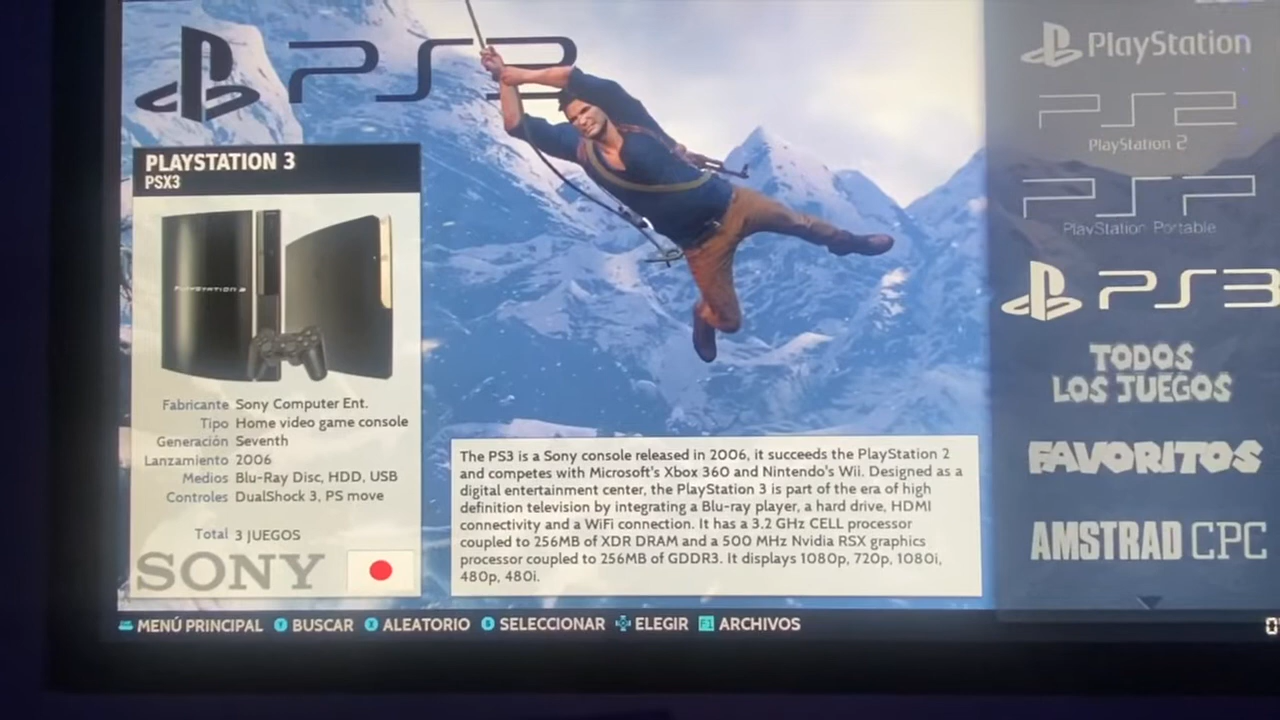 PS3
PLAYSTATION 3
PSX3
PLAYSTATION 3
Fabricante Sony Computer Ent.
Tipo Home video game console
Generación Seventh
Lanzamiento 2006
Medios Blu-Ray Disc, HDD, USB
Controles DualShock 3, PS move
Total 3 JUEGOS
SONY
The PS3 is a Sony console released in 2006, it succeeds the PlayStation 2
and competes with Microsoft's Xbox 360 and Nintendo's Wii. Designed as a
digital entertainment center, the PlayStation 3 is part of the era of high
definition television by integrating a Blu-ray player, a hard drive, HDMI
connectivity and a WiFi connection. It has a 3.2 GHz CELL processor
coupled to 256MB of XDR DRAM and a 500 MHz Nvidia RSX graphics
processor coupled to 256MB of GDDR3. It displays 1080p, 720p, 1080i,
480p, 480i.
PlayStation
PS2
PlayStation 2
PSP
PlayStation Portable
PS3
TODOS
LOS JUEGOS
FAVORITOS
AMSTRAD CPC
MENÚ PRINCIPAL Y BUSCAR X ALEATORIO B SELECCIONAR ELEGIR F1 ARCHIVOS